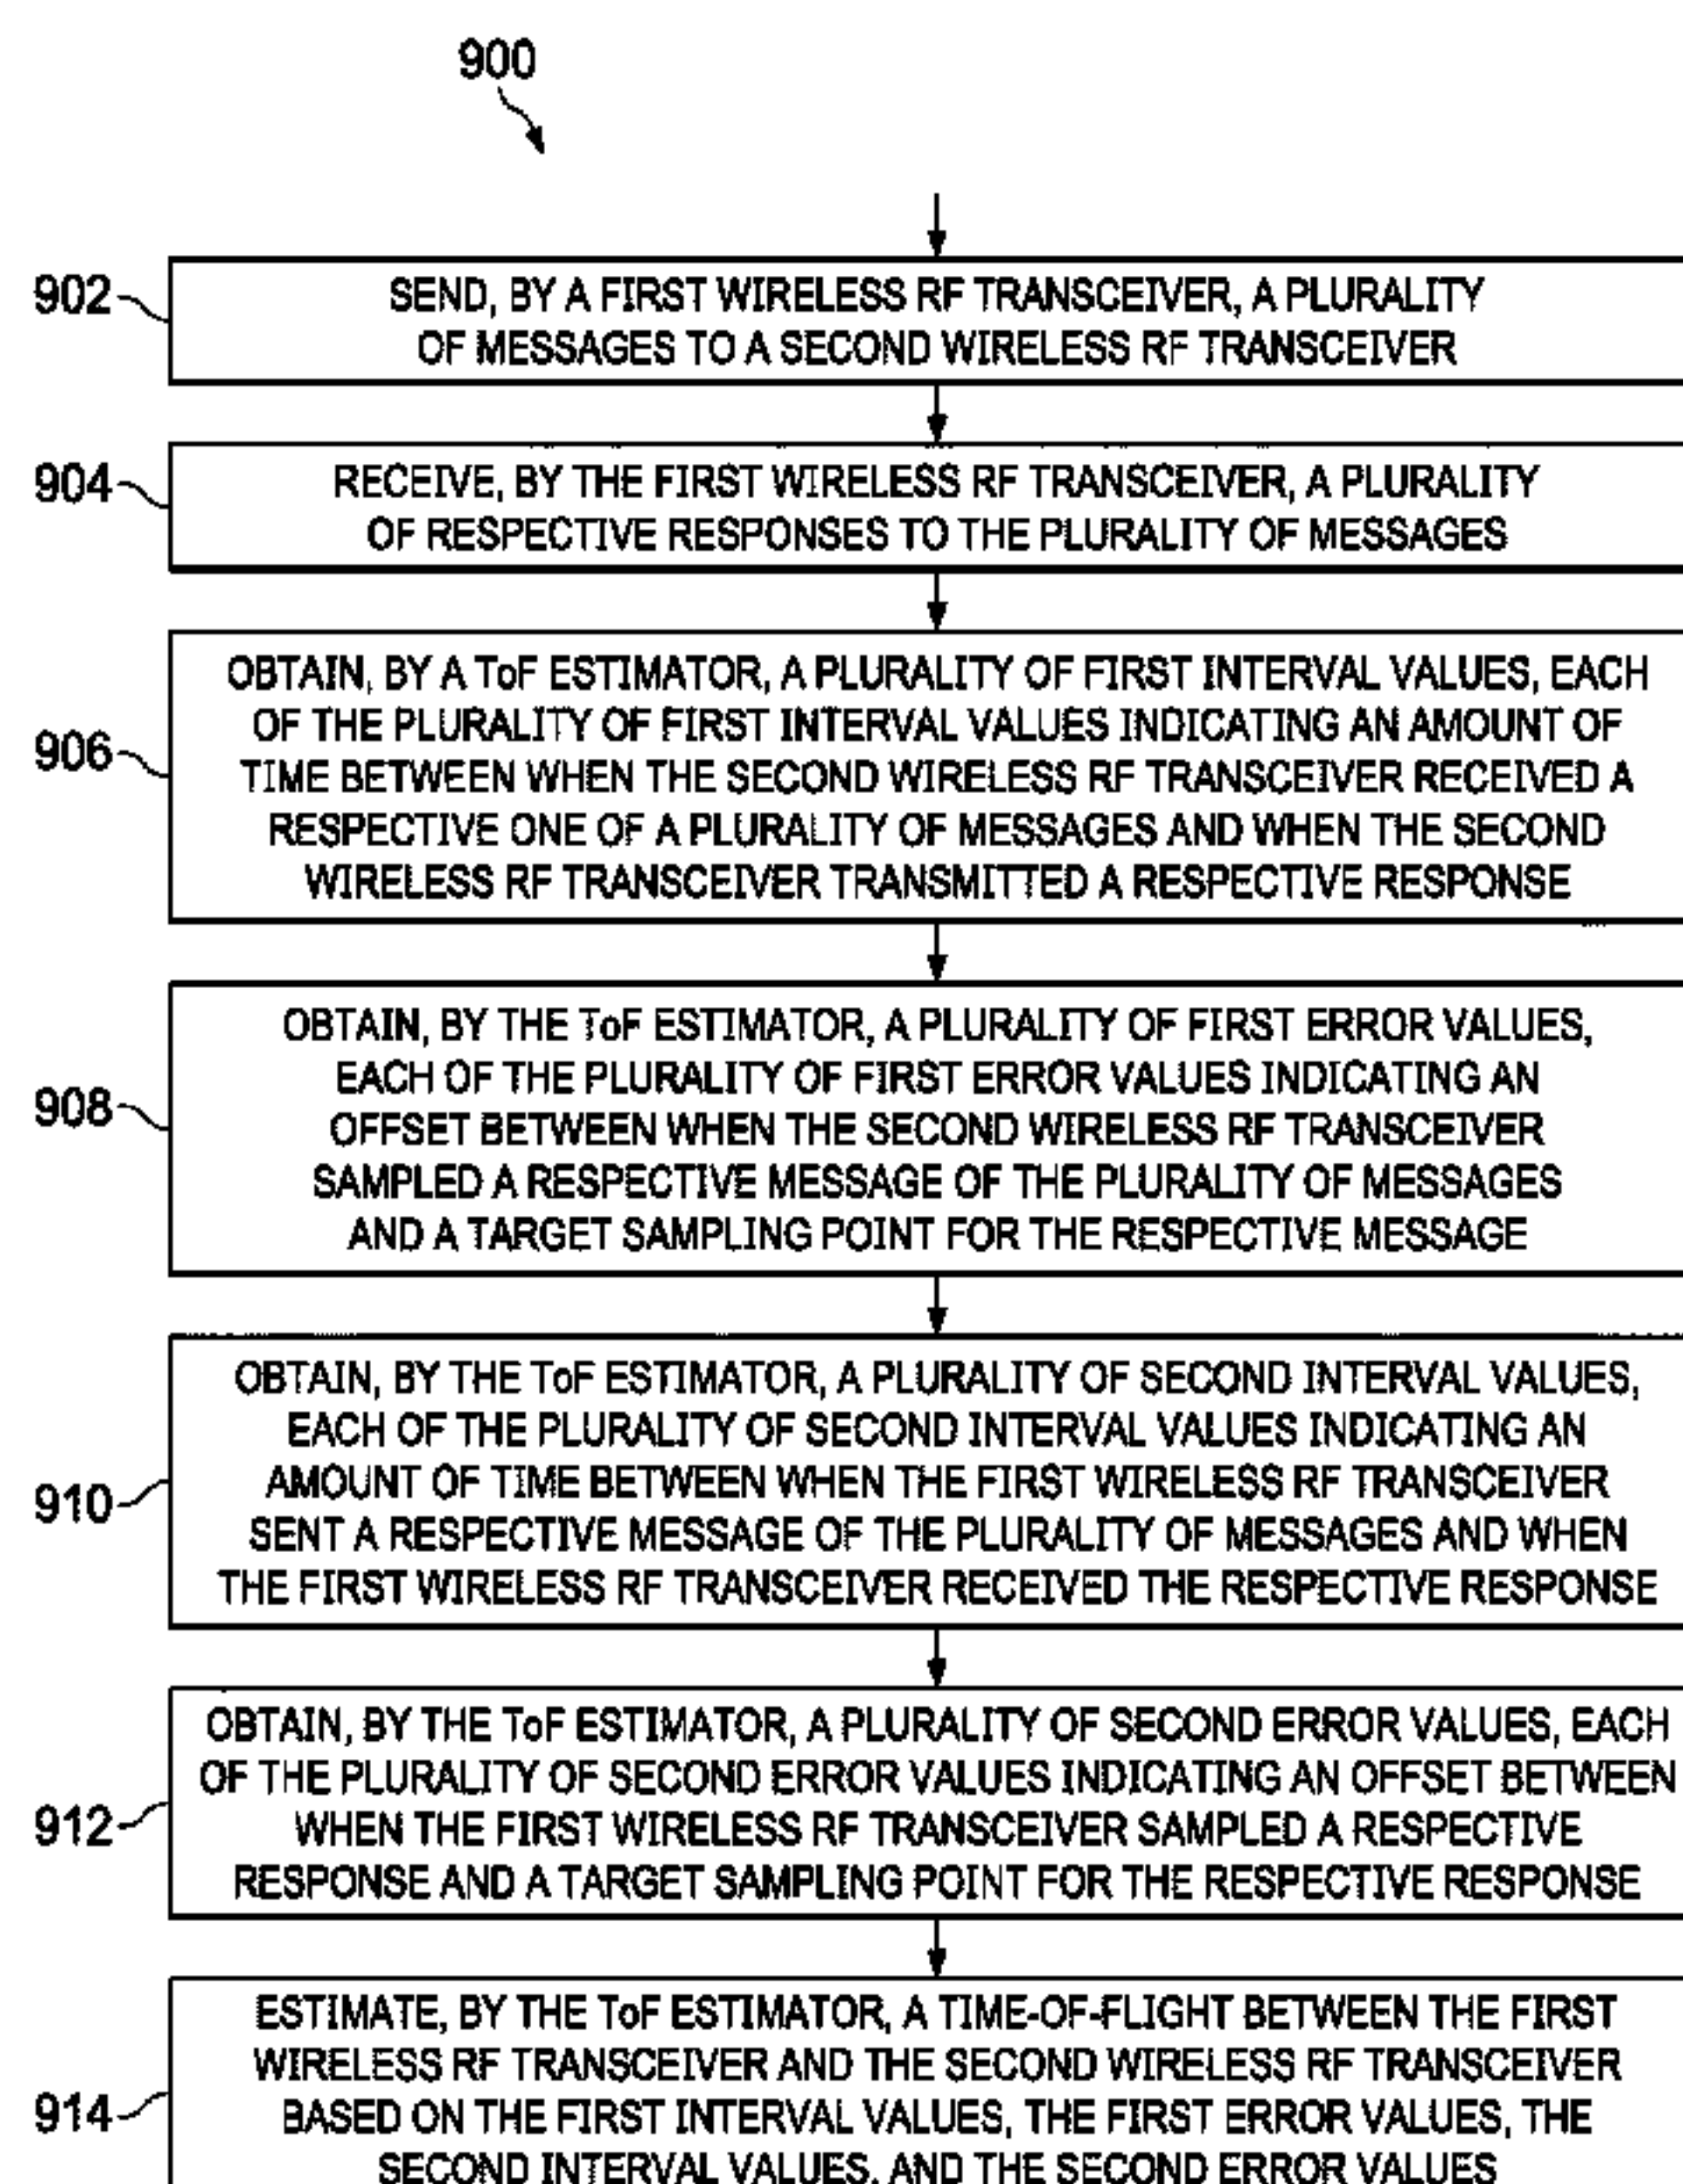 900
902
SEND, BY A FIRST WIRELESS RF TRANSCEIVER, A PLURALITY
OF MESSAGES TO A SECOND WIRELESS RF TRANSCEIVER
904
RECEIVE, BY THE FIRST WIRELESS RF TRANSCEIVER, A PLURALITY
OF RESPECTIVE RESPONSES TO THE PLURALITY OF MESSAGES
906
OBTAIN, BY A ToF ESTIMATOR, A PLURALITY OF FIRST INTERVAL VALUES, EACH
OF THE PLURALITY OF FIRST INTERVAL VALUES INDICATING AN AMOUNT OF
TIME BETWEEN WHEN THE SECOND WIRELESS RF TRANSCEIVER RECEIVED A
RESPECTIVE ONE OF A PLURALITY OF MESSAGES AND WHEN THE SECOND
WIRELESS RF TRANSCEIVER TRANSMITTED A RESPECTIVE RESPONSE
908
OBTAIN, BY THE ToF ESTIMATOR, A PLURALITY OF FIRST ERROR VALUES,
EACH OF THE PLURALITY OF FIRST ERROR VALUES INDICATING AN
OFFSET BETWEEN WHEN THE SECOND WIRELESS RF TRANSCEIVER
SAMPLED A RESPECTIVE MESSAGE OF THE PLURALITY OF MESSAGES
AND A TARGET SAMPLING POINT FOR THE RESPECTIVE MESSAGE
910
OBTAIN, BY THE ToF ESTIMATOR, A PLURALITY OF SECOND INTERVAL VALUES,
EACH OF THE PLURALITY OF SECOND INTERVAL VALUES INDICATING AN
AMOUNT OF TIME BETWEEN WHEN THE FIRST WIRELESS RF TRANSCEIVER
SENT A RESPECTIVE MESSAGE OF THE PLURALITY OF MESSAGES AND WHEN
THE FIRST WIRELESS RF TRANSCEIVER RECEIVED THE RESPECTIVE RESPONSE
912
OBTAIN, BY THE ToF ESTIMATOR, A PLURALITY OF SECOND ERROR VALUES, EACH
OF THE PLURALITY OF SECOND ERROR VALUES INDICATING AN OFFSET BETWEEN
WHEN THE FIRST WIRELESS RF TRANSCEIVER SAMPLED A RESPECTIVE
RESPONSE AND A TARGET SAMPLING POINT FOR THE RESPECTIVE RESPONSE
914
ESTIMATE, BY THE ToF ESTIMATOR, A TIME-OF-FLIGHT BETWEEN THE FIRST
WIRELESS RF TRANSCEIVER AND THE SECOND WIRELESS RF TRANSCEIVER
BASED ON THE FIRST INTERVAL VALUES, THE FIRST ERROR VALUES, THE
SECOND INTERVAL VALUES, AND THE SECOND ERROR VALUES